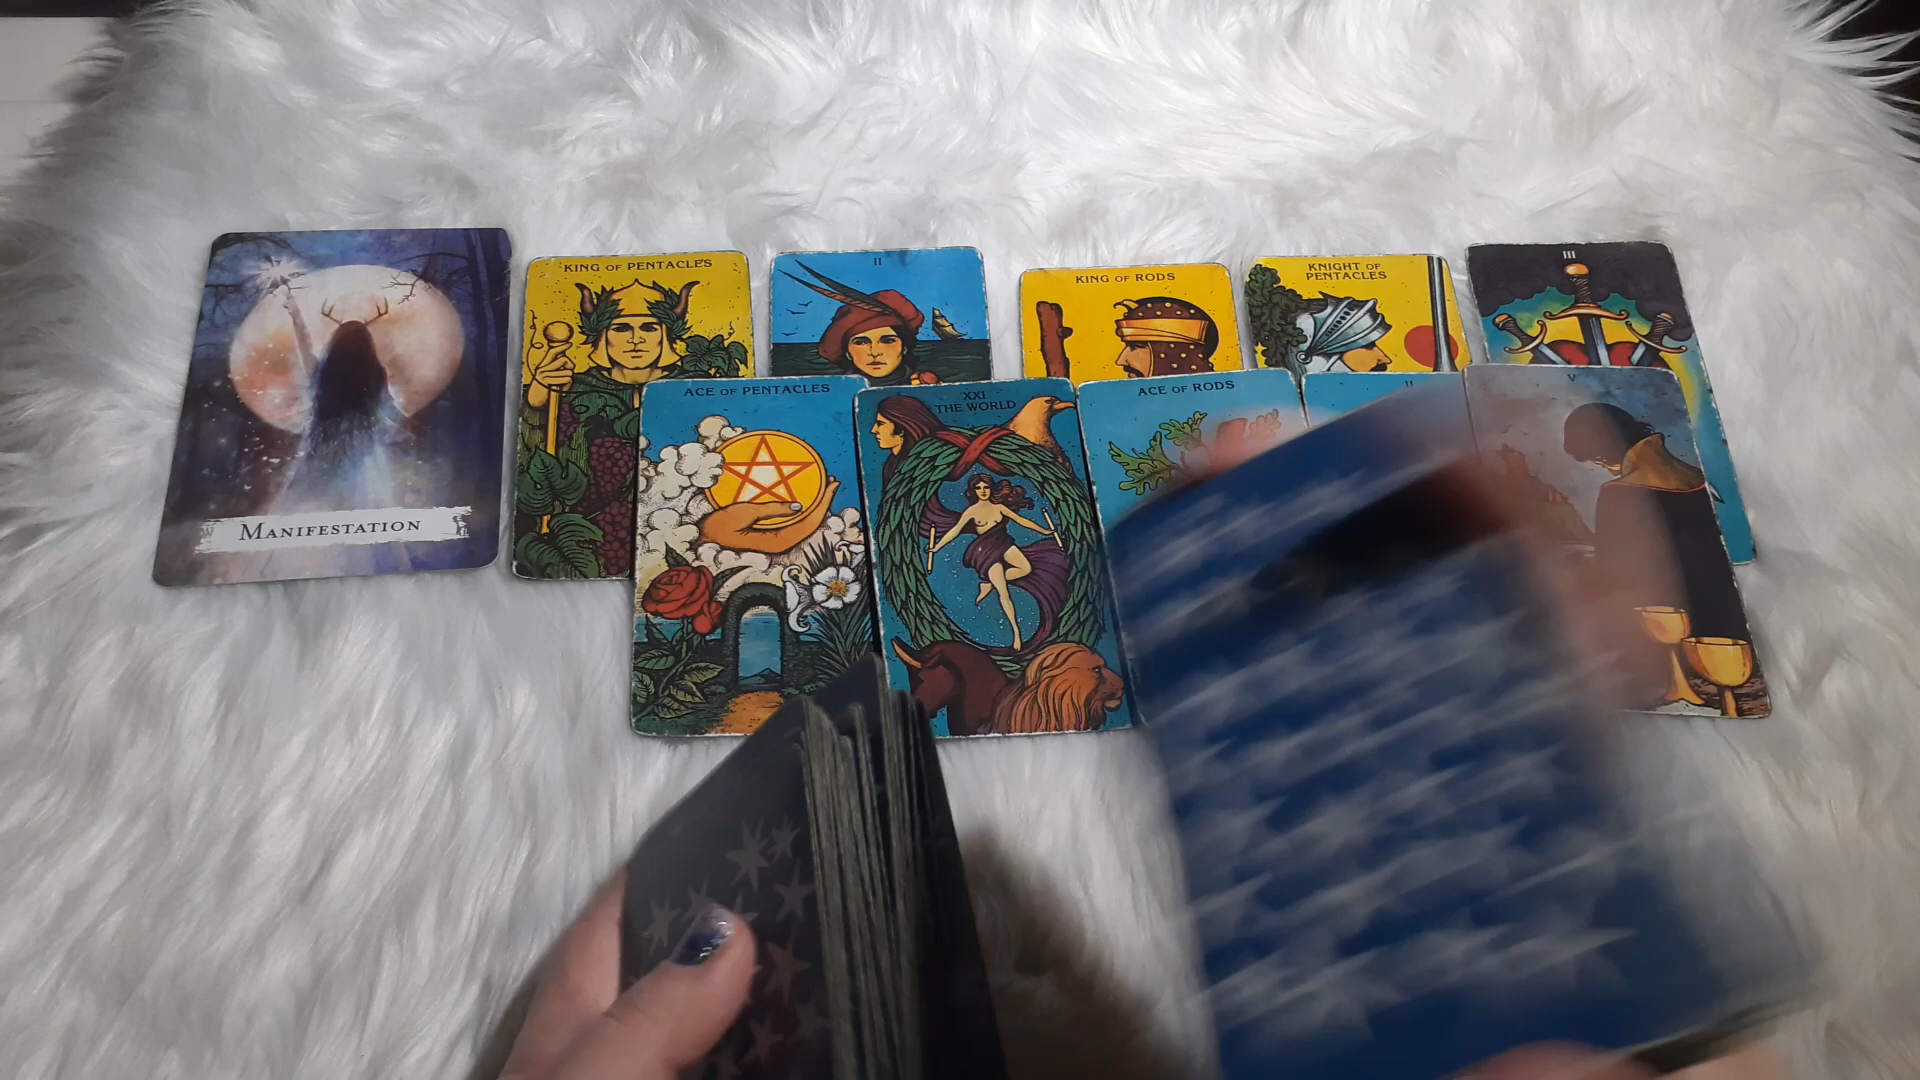 MANIFESTATION
KING OF PENTACLES
II
KING OF RODS
KNIGHT OF
PENTACLES
III
ACE OF PENTACLES
XXI
THE WORLD
ACE OF RODS
II
V